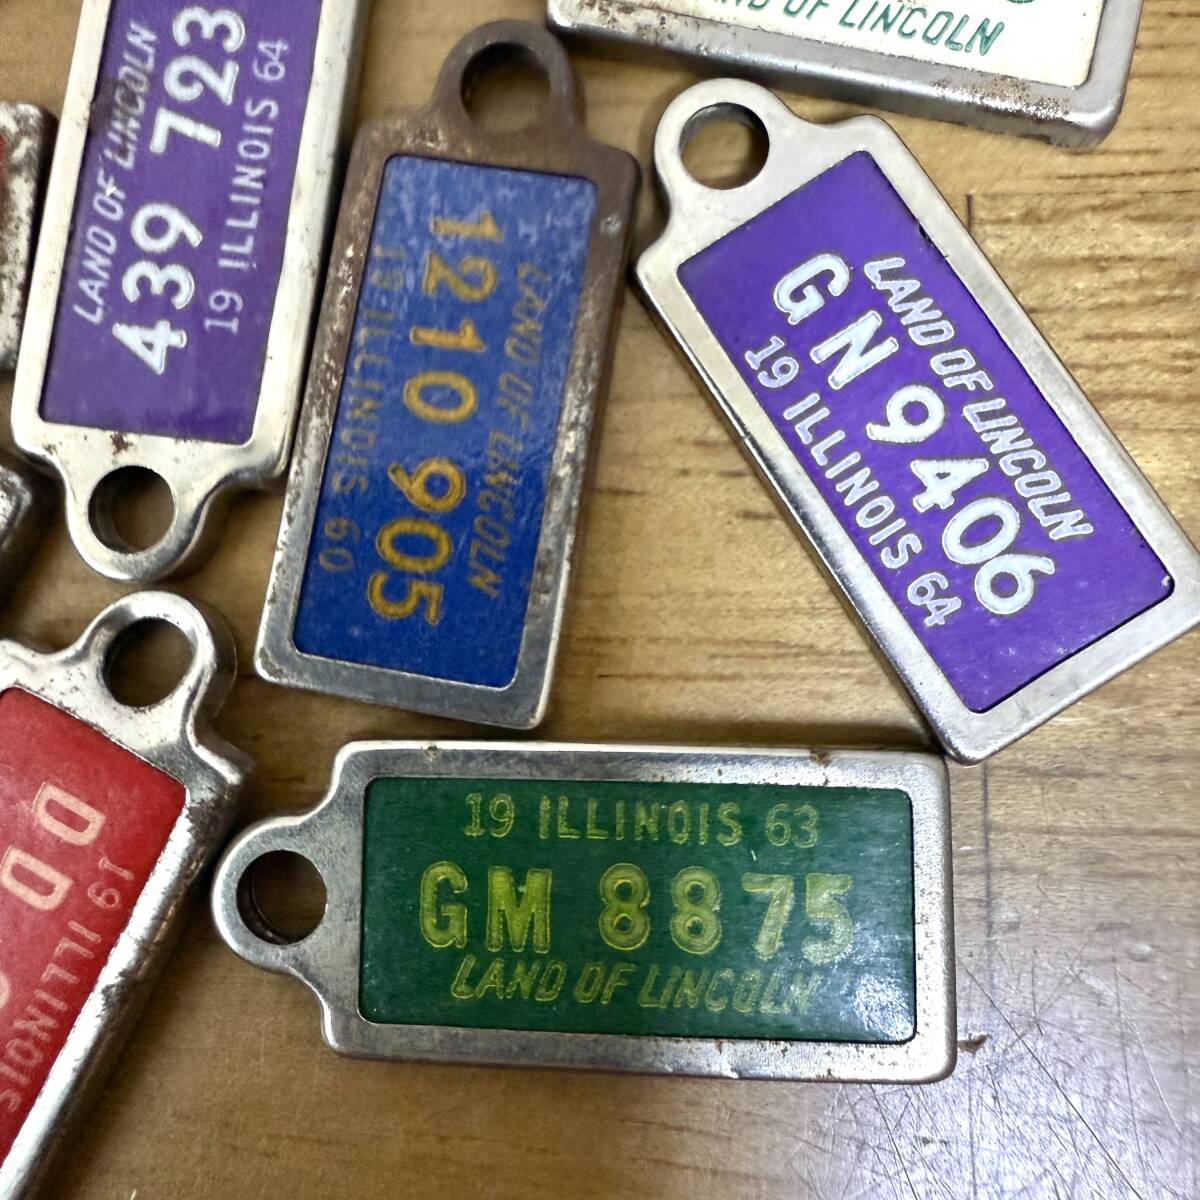 LAND OF LINCOLN
439 723
19 ILLINOIS 64
LAND OF LINCOLN
19 ILLINOIS 60
1210 905
LAND OF LINCOLN
LAND OF LINCOLN
GN 9406
19 ILLINOIS 64
19 ILLINOIS
DD
19 ILLINOIS 63
GM 8875
LAND OF LINCOLN